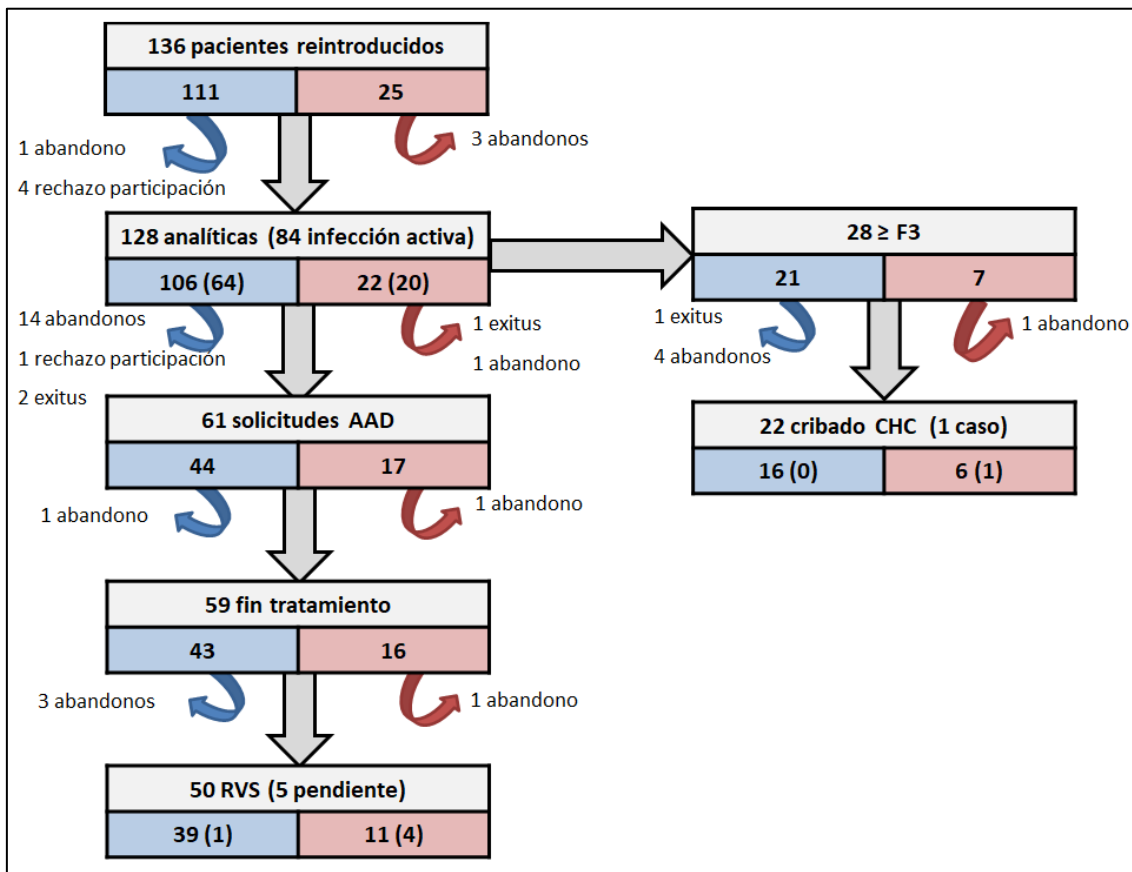 136 pacientes reintroducidos
111
25
1 abandono
4 rechazo participación
3 abandonos
128 analíticas (84 infección activa)
106 (64)
22 (20)
28 ≥ F3
21
7
14 abandonos
1 rechazo participación
2 exitus
1 exitus
1 abandono
1 exitus
4 abandonos
1 abandono
61 solicitudes AAD
44
17
22 cribado CHC (1 caso)
16 (0)
6 (1)
1 abandono
1 abandono
59 fin tratamiento
43
16
3 abandonos
1 abandono
50 RVS (5 pendiente)
39 (1)
11 (4)